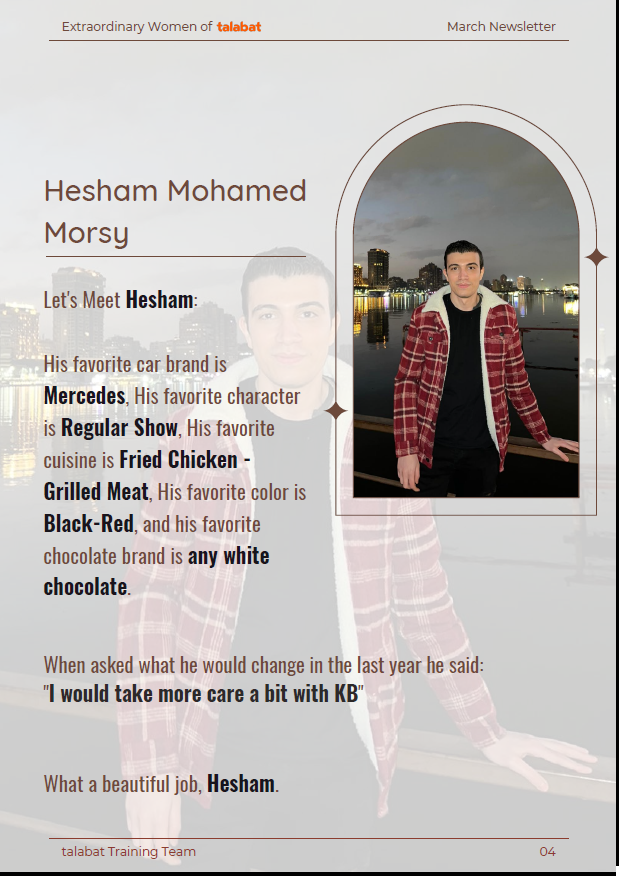 Extraordinary Women of talabat
March Newsletter
Hesham Mohamed
Morsy
Let's Meet Hesham:
His favorite car brand is
Mercedes, His favorite character
is Regular Show, His favorite
cuisine is Fried Chicken -
Grilled Meat, His favorite color is
Black-Red, and his favorite
chocolate brand is any white
chocolate.
When asked what he would change in the last year he said:
"I would take more care a bit with KB"
What a beautiful job, Hesham.
talabat Training Team
04